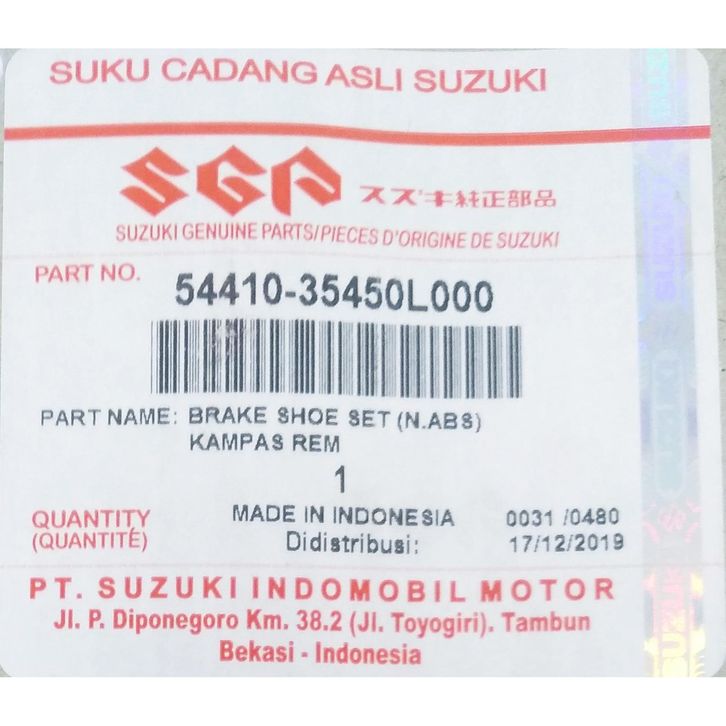 SUKU CADANG ASLI SUZUKI
SGP スズキ純正部品
SUZUKI GENUINE PARTS/PIECES D'ORIGINE DE SUZUKI
PART NO. 54410-35450L000
PART NAME: BRAKE SHOE SET (N.ABS)
KAMPAS REM
1
QUANTITY MADE IN INDONESIA 0031 /0480
(QUANTITÉ) Didistribusi: 17/12/2019
PT. SUZUKI INDOMOBIL MOTOR
Jl. P. Diponegoro Km. 38.2 (Jl. Toyogiri). Tambun
Bekasi - Indonesia
SUZUKI
SUZUKI
SUZUKI